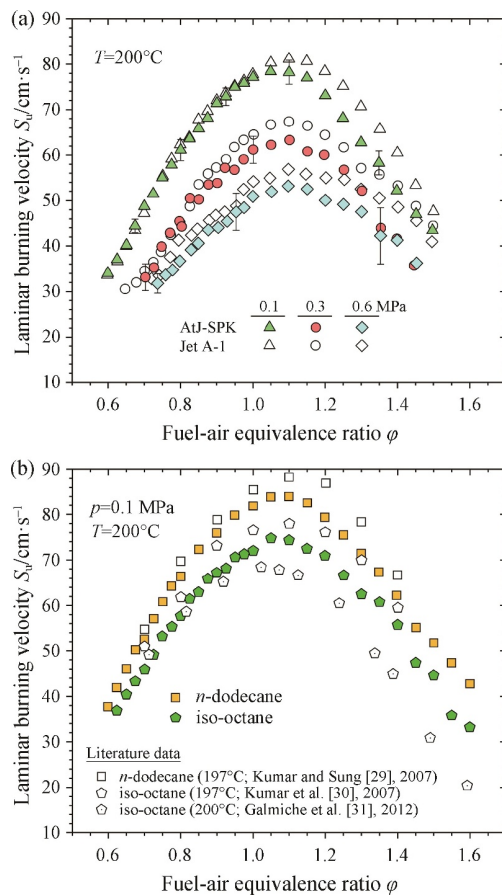 (a)
T=200°C
90
80
70
60
50
40
30
20
10
Laminar burning velocity Su/cm·s−1
0.1 0.3 0.6 MPa
AtJ-SPK
Jet A-1
0.6 0.8 1.0 1.2 1.4 1.6
Fuel-air equivalence ratio φ
(b)
p=0.1 MPa
T=200°C
90
80
70
60
50
40
30
20
10
Laminar burning velocity Su/cm·s−1
n-dodecane
iso-octane
Literature data
n-dodecane (197°C; Kumar and Sung [29], 2007)
iso-octane (197°C; Kumar et al. [30], 2007)
iso-octane (200°C; Galmiche et al. [31], 2012)
0.6 0.8 1.0 1.2 1.4 1.6
Fuel-air equivalence ratio φ